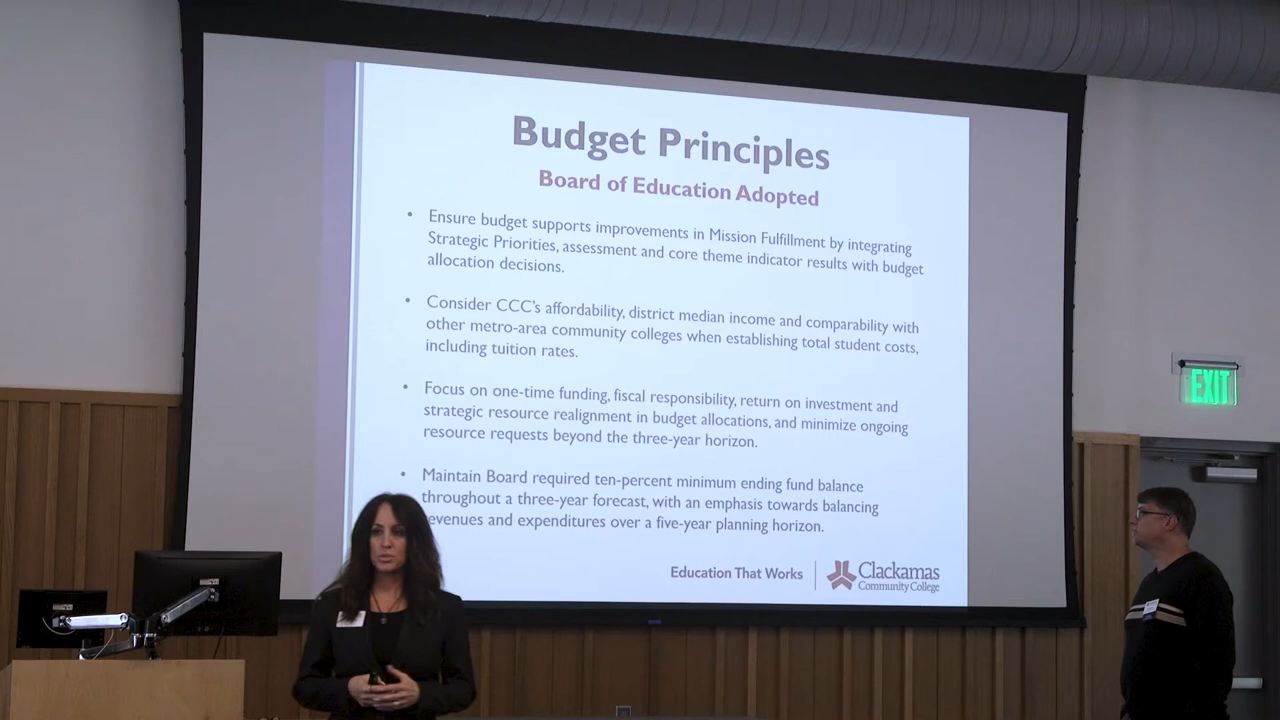 Budget Principles
Board of Education Adopted
• Ensure budget supports improvements in Mission Fulfillment by integrating
Strategic Priorities, assessment and core theme indicator results with budget
allocation decisions.
• Consider CCC's affordability, district median income and comparability with
other metro-area community colleges when establishing total student costs,
including tuition rates.
• Focus on one-time funding, fiscal responsibility, return on investment and
strategic resource realignment in budget allocations, and minimize ongoing
resource requests beyond the three-year horizon.
• Maintain Board required ten-percent minimum ending fund balance
throughout a three-year forecast, with an emphasis towards balancing
evenues and expenditures over a five-year planning horizon.
Education That Works
Clackamas
Community College
EXIT